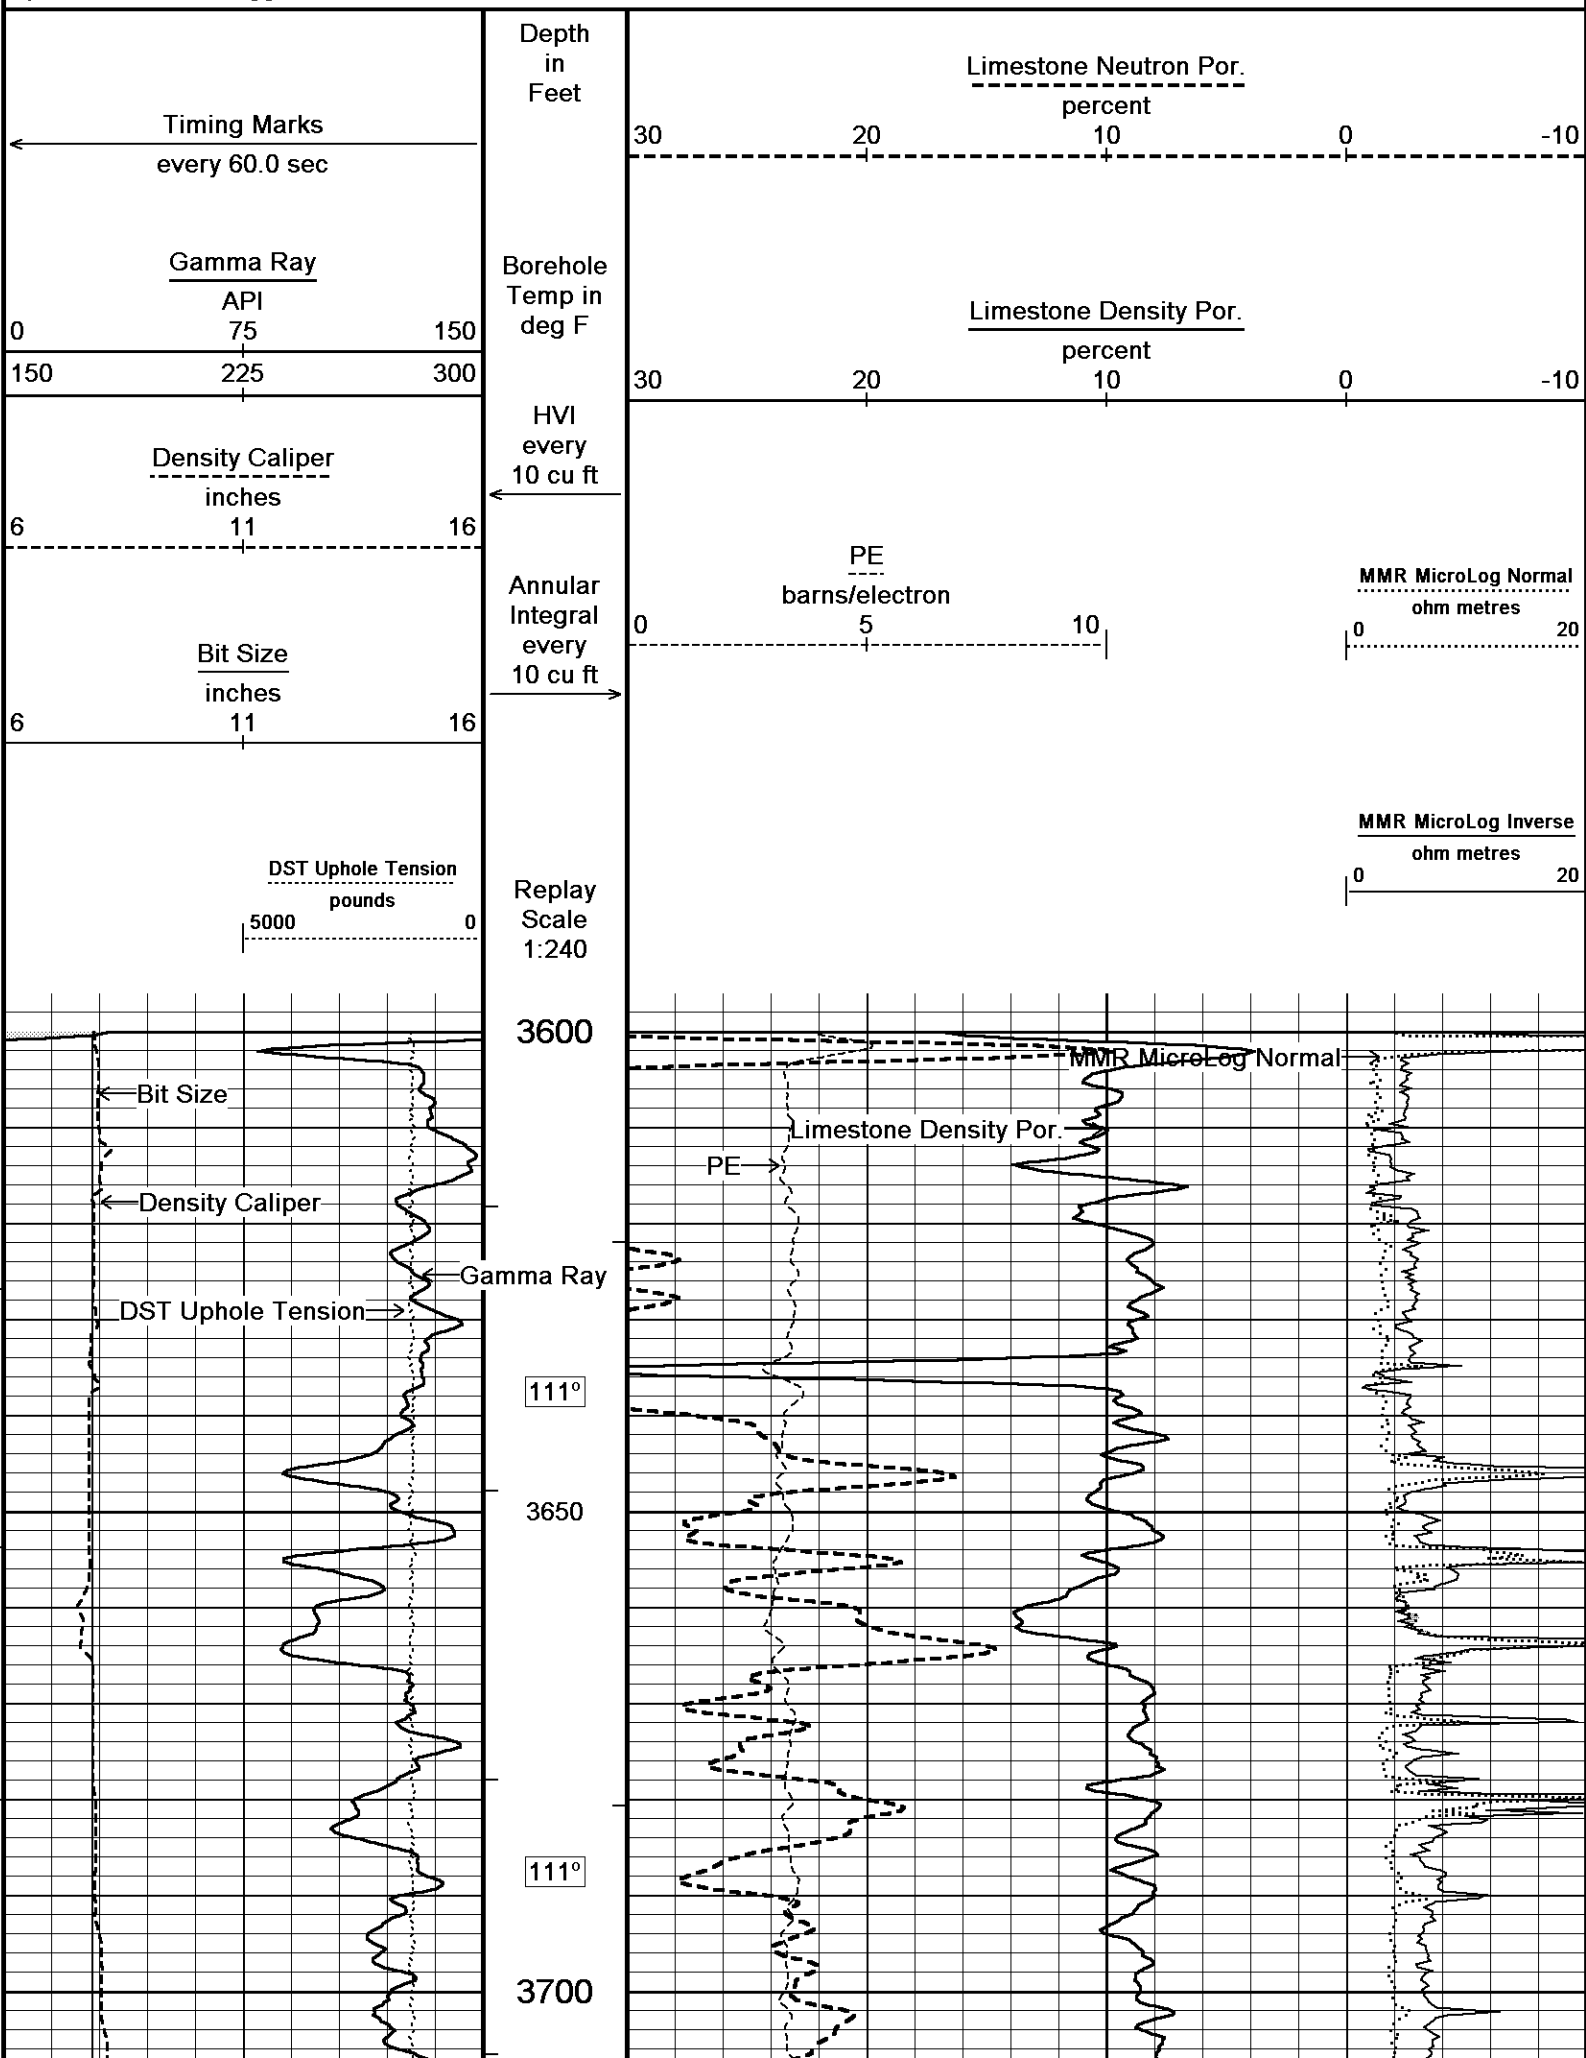 Timing Marks
every 60.0 sec
Gamma Ray
API
0 75 150
150 225 300
Density Caliper
inches
6 11 16
Bit Size
inches
6 11 16
DST Uphole Tension
pounds
5000 0
Depth
in
Feet
Borehole
Temp in
deg F
HVI
every
10 cu ft
Annular
Integral
every
10 cu ft
Replay
Scale
1:240
Limestone Neutron Por.
percent
30 20 10 0 -10
Limestone Density Por.
percent
30 20 10 0 -10
PE
barns/electron
0 5 10
MMR MicroLog Normal
ohm metres
0 20
MMR MicroLog Inverse
ohm metres
0 20
3600
MMR MicroLog Normal
Bit Size
Limestone Density Por.
PE
Density Caliper
Gamma Ray
DST Uphole Tension
111º
3650
111º
3700